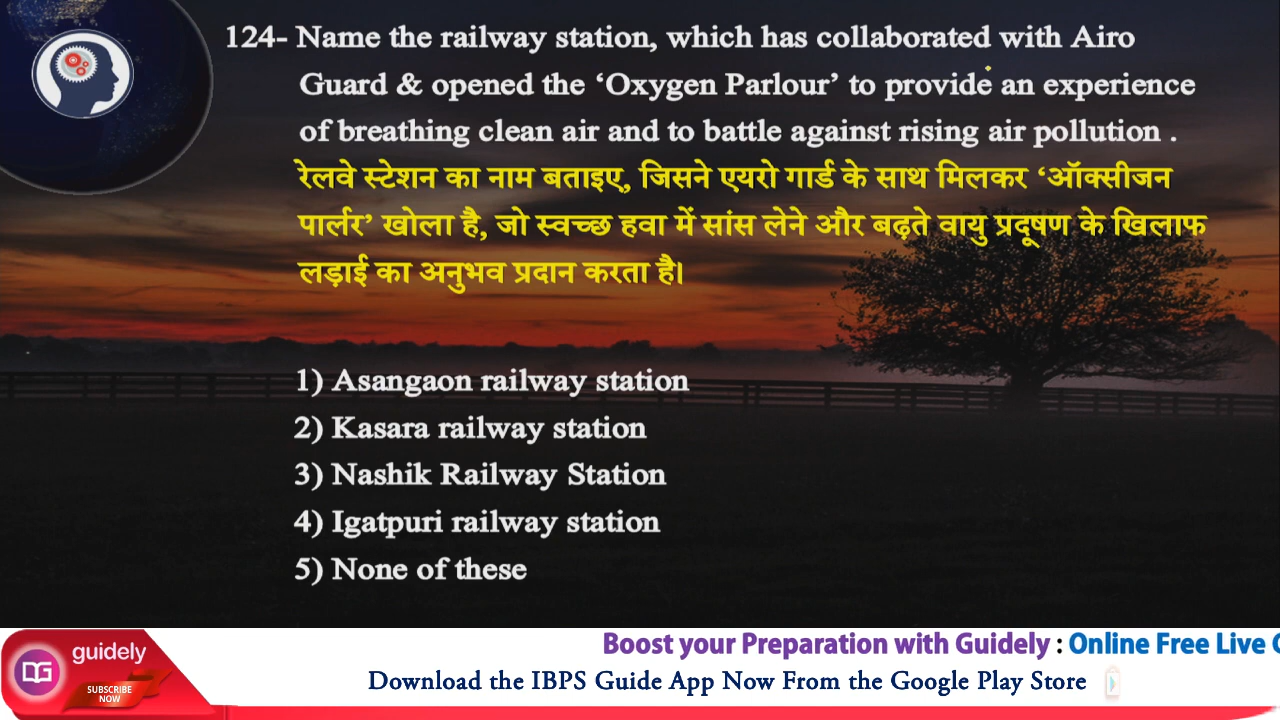 124- Name the railway station, which has collaborated with Airo
Guard & opened the ‘Oxygen Parlour’ to provide an experience
of breathing clean air and to battle against rising air pollution .
रेलवे स्टेशन का नाम बताइए, जिसने एयरो गार्ड के साथ मिलकर ‘ऑक्सीजन
पार्लर’ खोला है, जो स्वच्छ हवा में सांस लेने और बढ़ते वायु प्रदूषण के खिलाफ
लड़ाई का अनुभव प्रदान करता है।
1) Asangaon railway station
2) Kasara railway station
3) Nashik Railway Station
4) Igatpuri railway station
5) None of these
guidely
SUBSCRIBE
NOW
Boost your Preparation with Guidely : Online Free Live
Download the IBPS Guide App Now From the Google Play Store